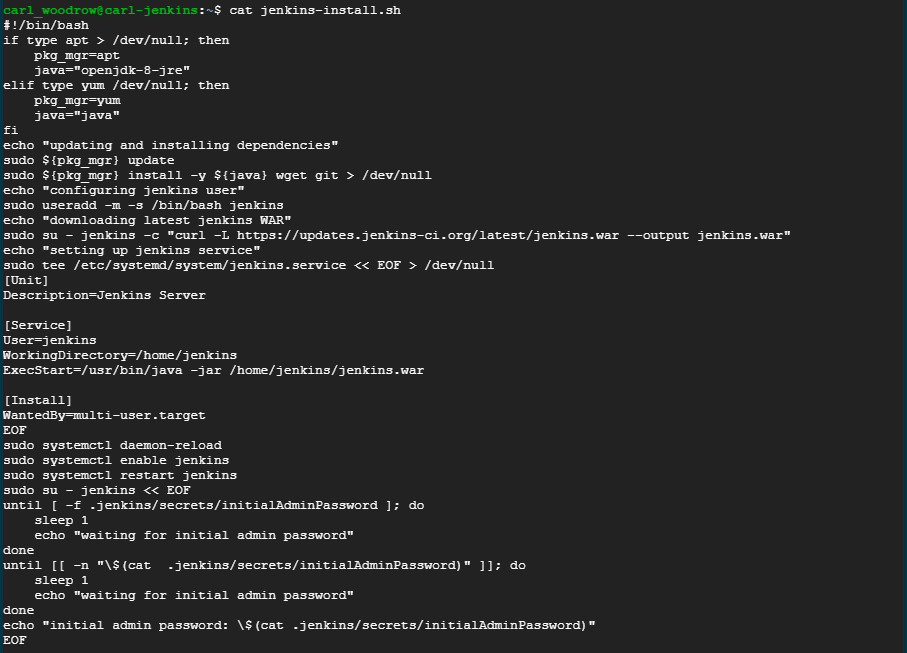 carl_woodrow@carl-jenkins:~$ cat jenkins-install.sh
#!/bin/bash
if type apt > /dev/null; then
    pkg_mgr=apt
    java="openjdk-8-jre"
elif type yum /dev/null; then
    pkg_mgr=yum
    java="java"
fi
echo "updating and installing dependencies"
sudo ${pkg_mgr} update
sudo ${pkg_mgr} install -y ${java} wget git > /dev/null
echo "configuring jenkins user"
sudo useradd -m -s /bin/bash jenkins
echo "downloading latest jenkins WAR"
sudo su - jenkins -c "curl -L https://updates.jenkins-ci.org/latest/jenkins.war --output jenkins.war"
echo "setting up jenkins service"
sudo tee /etc/systemd/system/jenkins.service << EOF > /dev/null
[Unit]
Description=Jenkins Server

[Service]
User=jenkins
WorkingDirectory=/home/jenkins
ExecStart=/usr/bin/java -jar /home/jenkins/jenkins.war

[Install]
WantedBy=multi-user.target
EOF
sudo systemctl daemon-reload
sudo systemctl enable jenkins
sudo systemctl restart jenkins
sudo su - jenkins << EOF
until [ -f .jenkins/secrets/initialAdminPassword ]; do
    sleep 1
    echo "waiting for initial admin password"
done
until [[ -n "\$(cat  .jenkins/secrets/initialAdminPassword)" ]]; do
    sleep 1
    echo "waiting for initial admin password"
done
echo "initial admin password: \$(cat .jenkins/secrets/initialAdminPassword)"
EOF